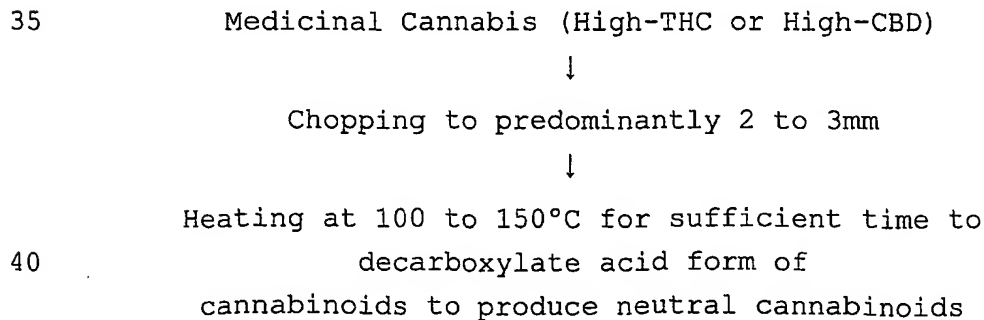 35 Medicinal Cannabis (High-THC or High-CBD)
↓
Chopping to predominantly 2 to 3mm
↓
Heating at 100 to 150°C for sufficient time to
40 decarboxylate acid form of
cannabinoids to produce neutral cannabinoids